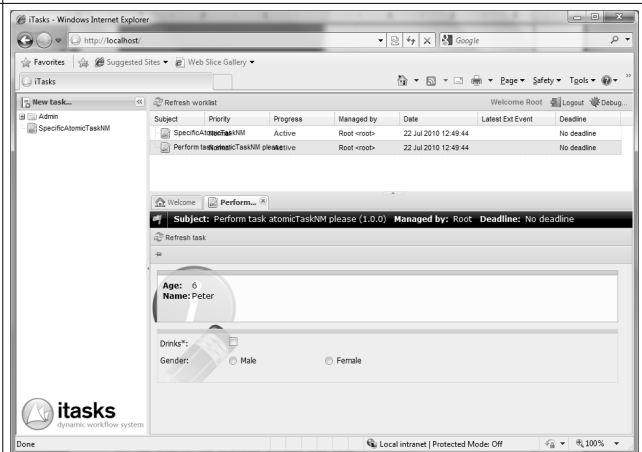 iTasks - Windows Internet Explorer
http://localhost/
Google
Favorites Suggested Sites Web Slice Gallery
iTasks
Page Safety Tools
New task... Refresh worklist Welcome Root Logout Debug...
Admin
SpecificAtomicTaskNM
Subject Priority Progress Managed by Date Latest Ext Event Deadline
SpecificAtomicTaskNM Active Root <root> 22 Jul 2010 12:49:44 No deadline
Perform task atomicTaskNM please Active Root <root> 22 Jul 2010 12:49:44 No deadline
Welcome Perform...
Subject: Perform task atomicTaskNM please (1.0.0) Managed by: Root Deadline: No deadline
Refresh task
Age: 6
Name: Peter
Drinks*:
Gender: Male Female
itasks
dynamic workflow system
Done Local intranet | Protected Mode: Off 100%